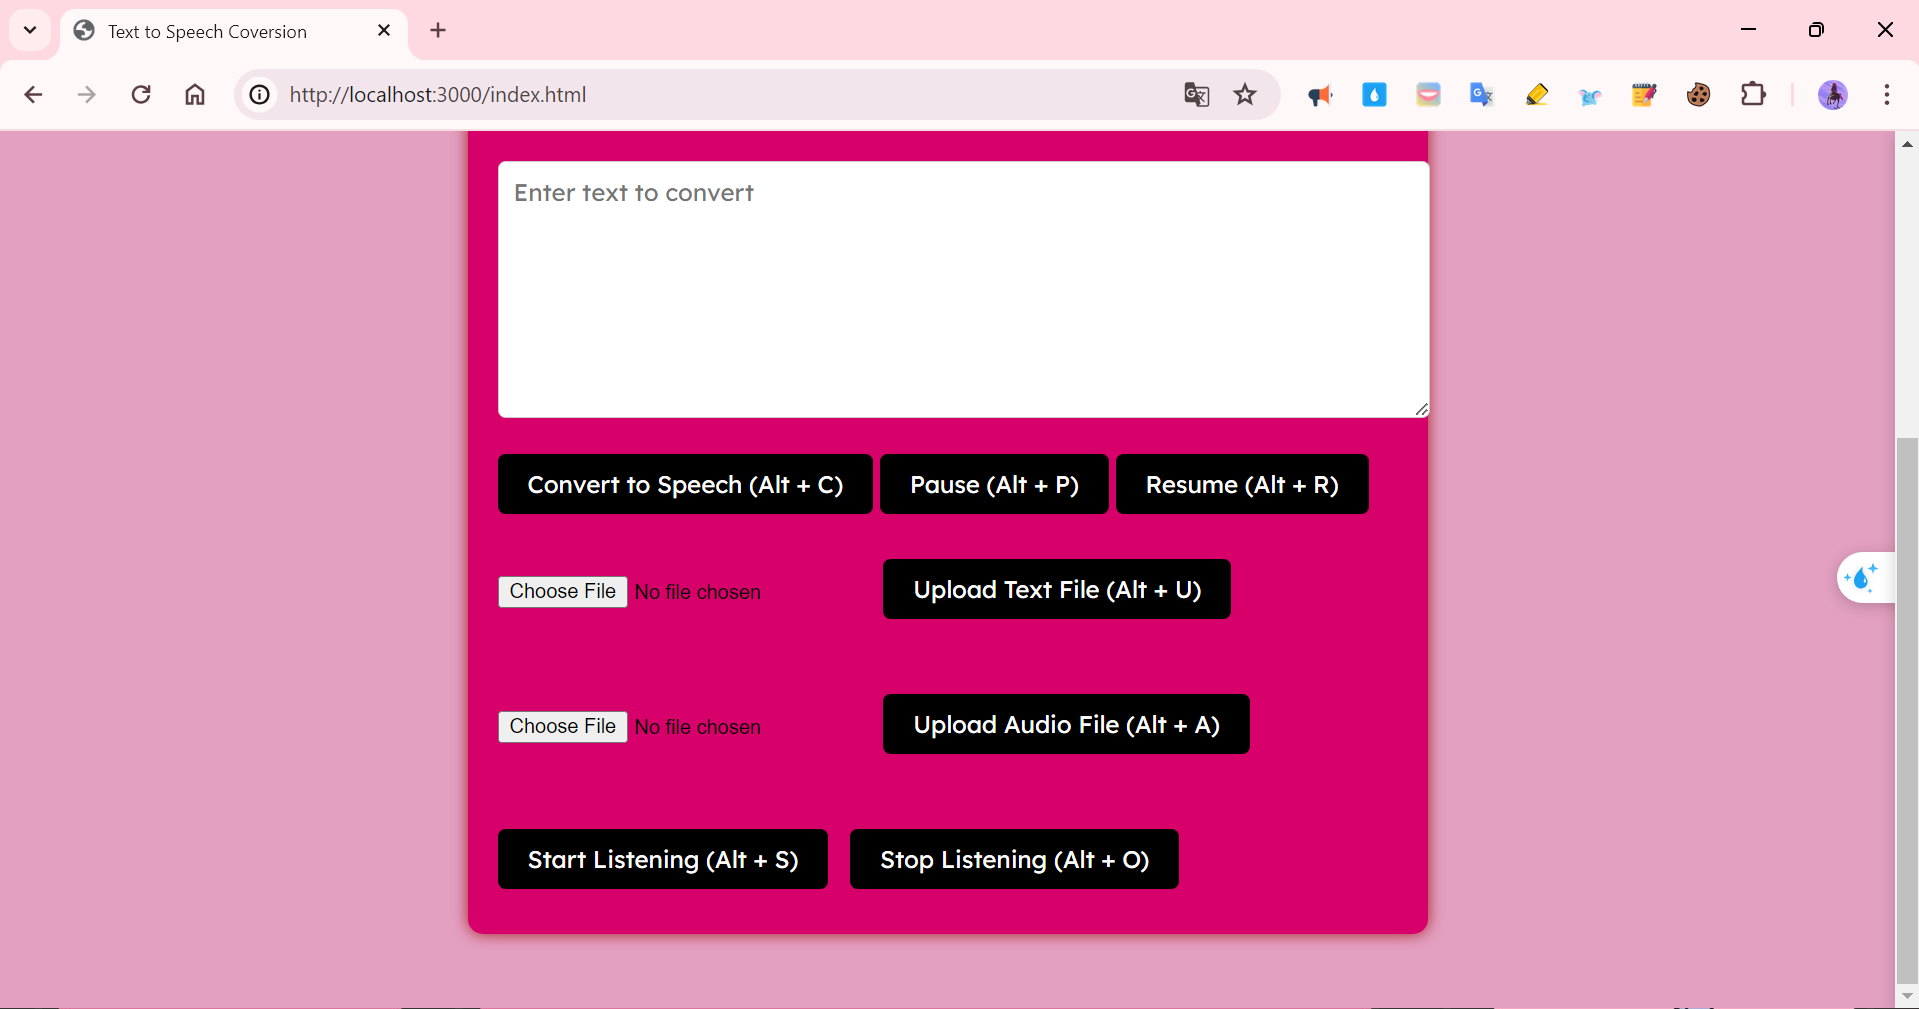 Text to Speech Coversion
http://localhost:3000/index.html
Enter text to convert
Convert to Speech (Alt + C) Pause (Alt + P) Resume (Alt + R)
Choose File No file chosen Upload Text File (Alt + U)
Choose File No file chosen Upload Audio File (Alt + A)
Start Listening (Alt + S) Stop Listening (Alt + O)